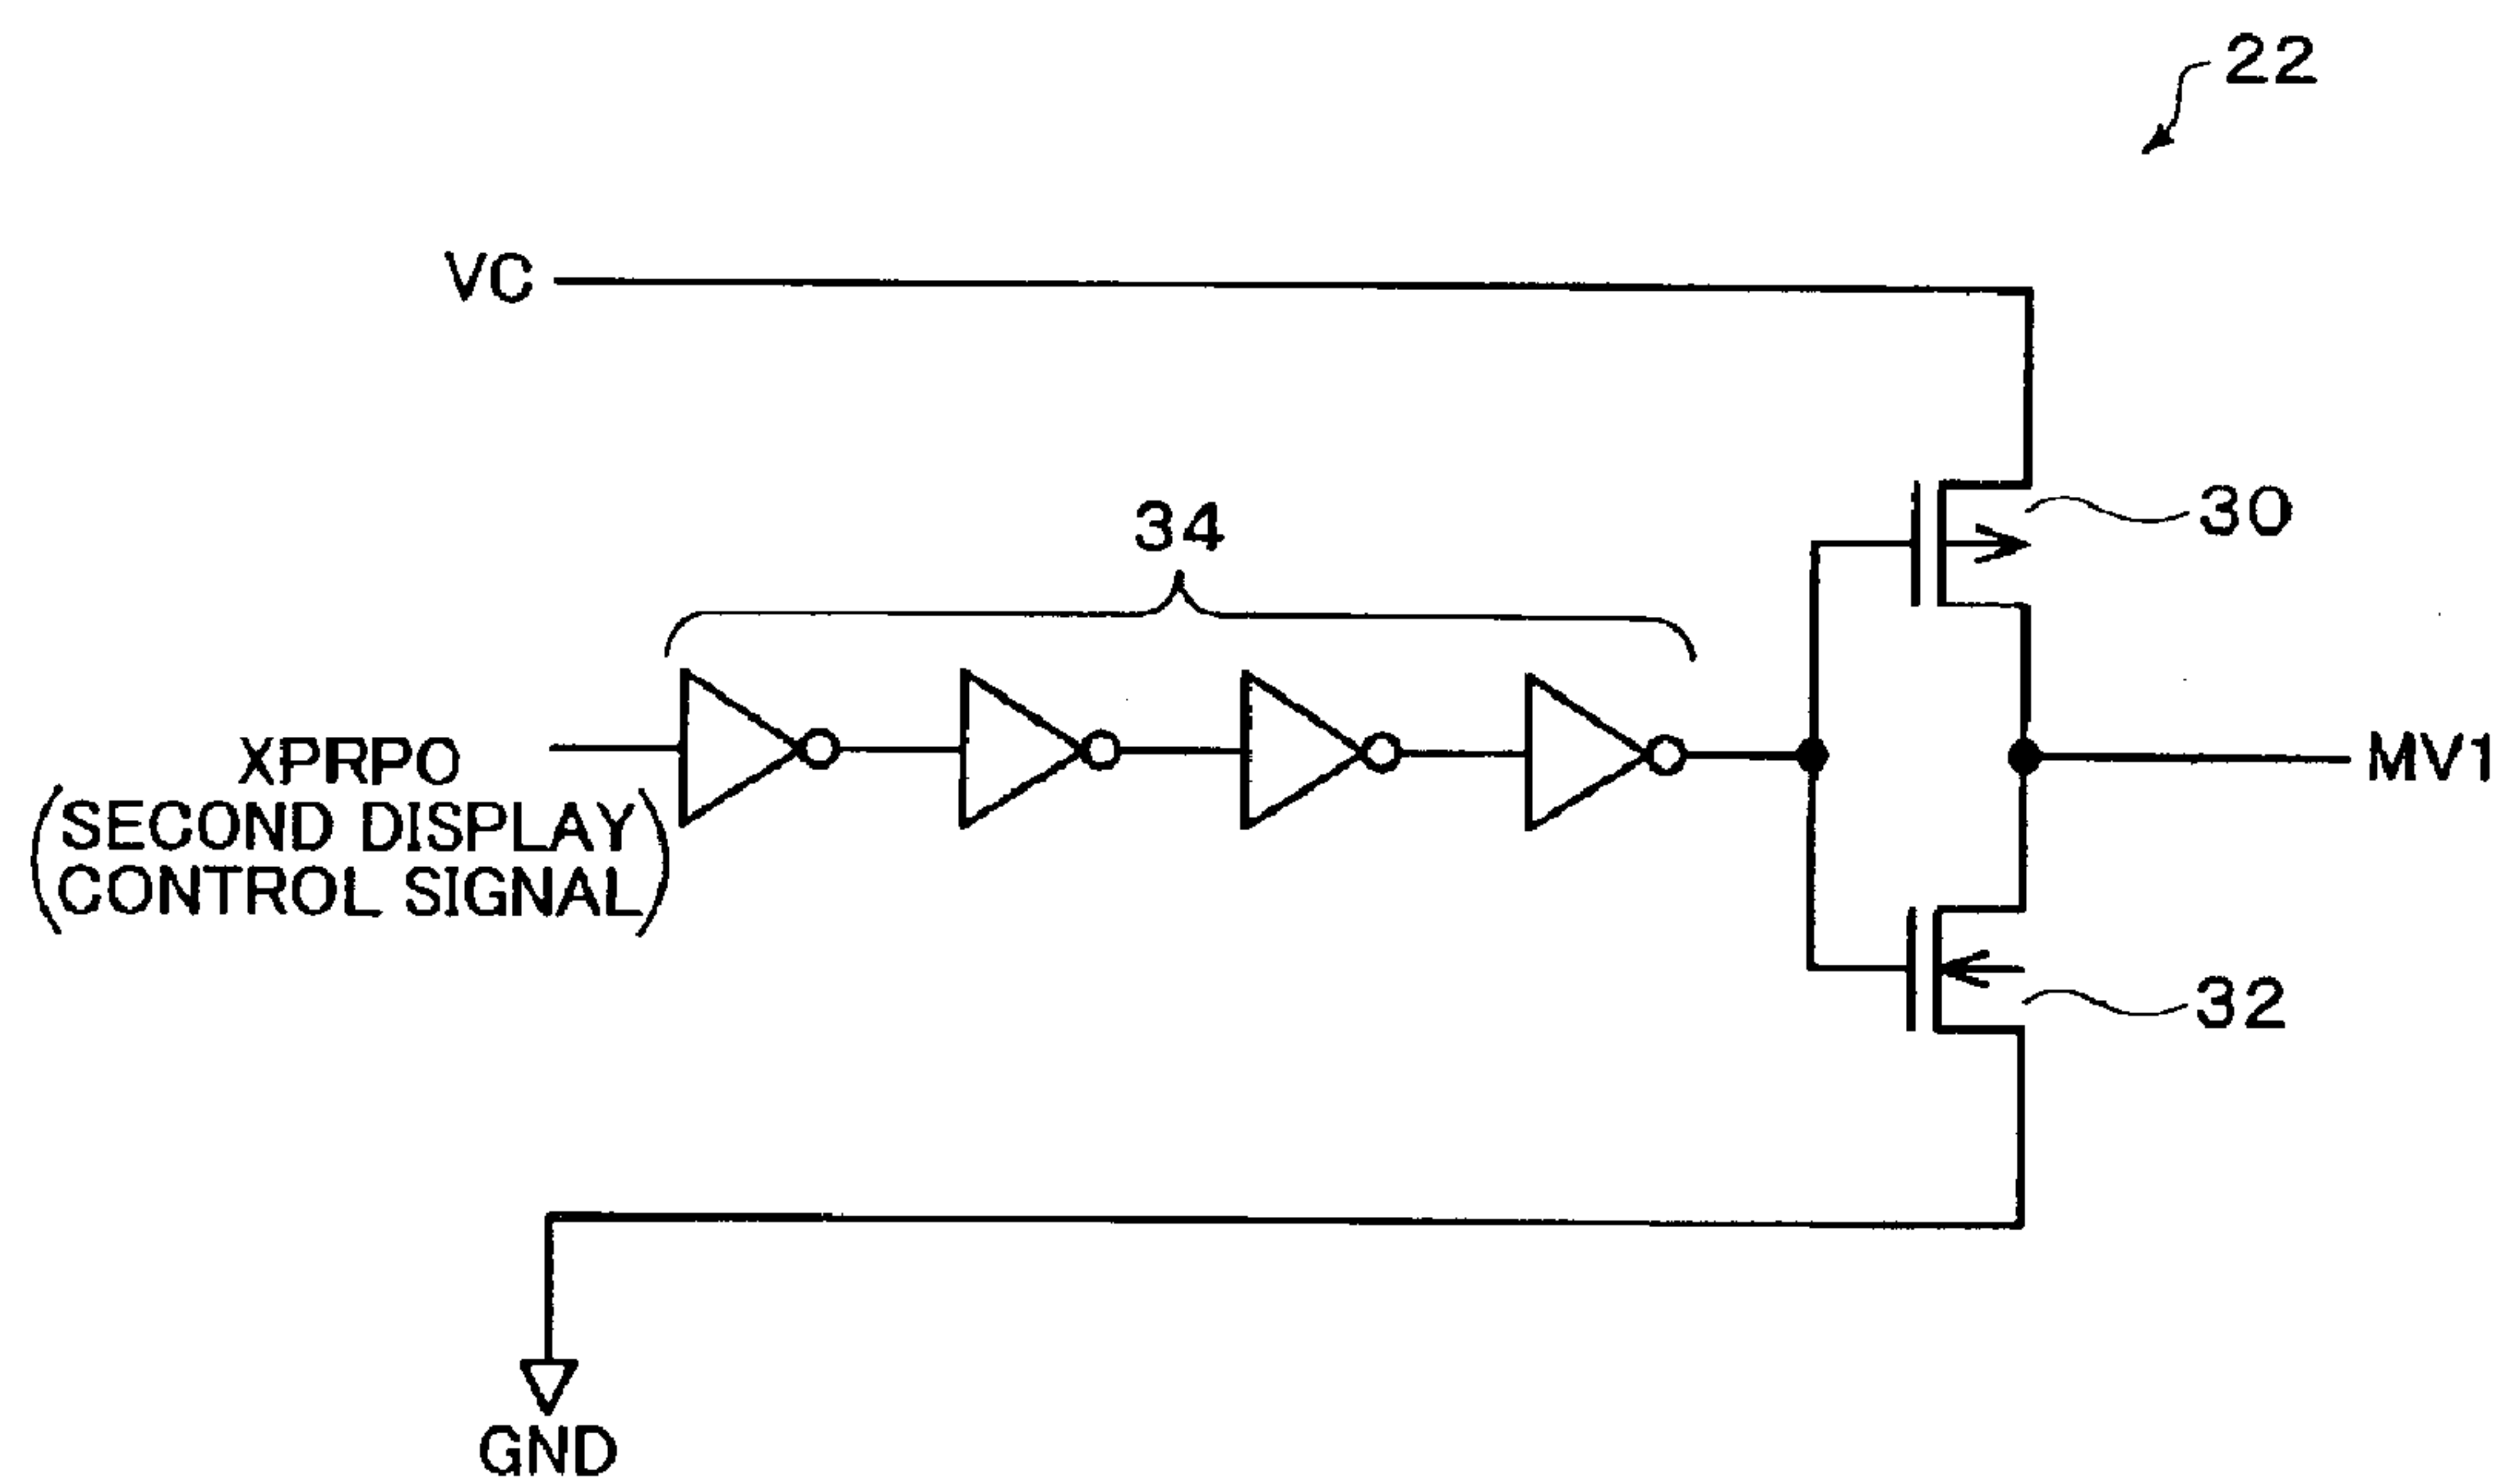 22
VC
30
34
XPRPO
(SECOND DISPLAY
CONTROL SIGNAL)
MV1
32
GND